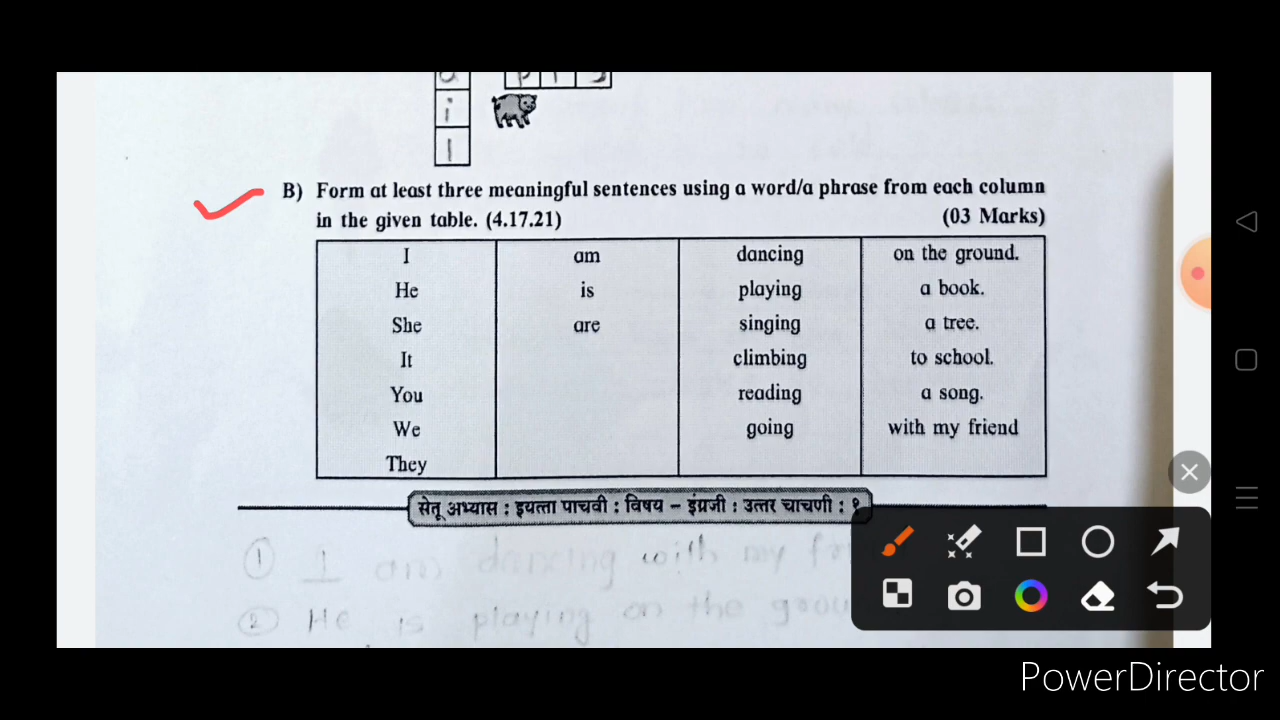 a p i g
i
l
B) Form at least three meaningful sentences using a word/a phrase from each column
in the given table. (4.17.21) (03 Marks)
I am dancing on the ground.
He is playing a book.
She are singing a tree.
It climbing to school.
You reading a song.
We going with my friend
They
सेतू अभ्यास : इयत्ता पाचवी : विषय – इंग्रजी : उत्तर चाचणी : १
① I am dancing with my
② He is playing on the
PowerDirector